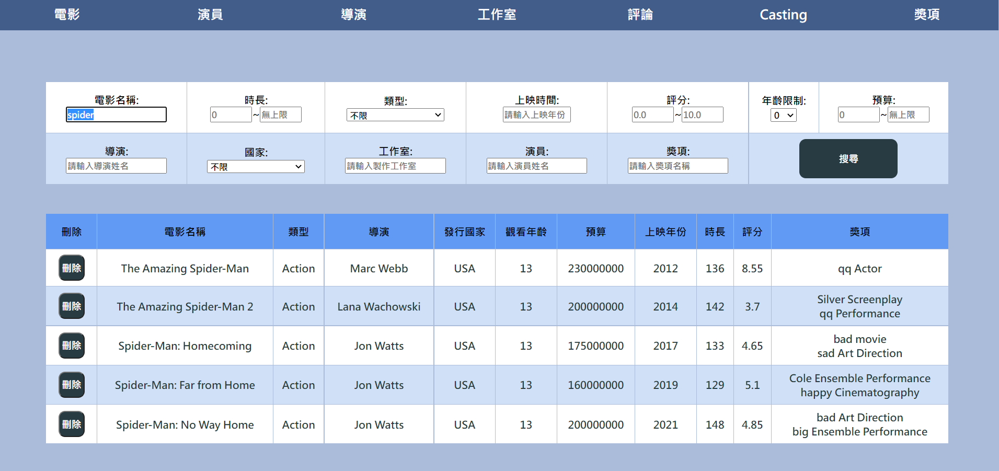 電影 演員 導演 工作室 評論 Casting 獎項
電影名稱: 時長: 類型: 上映時間: 評分: 年齡限制: 預算:
spider 0 ~ 無上限 不限 請輸入上映年份 0.0 ~ 10.0 0 0 ~ 無上限
導演: 國家: 工作室: 演員: 獎項:
請輸入導演姓名 不限 請輸入製作工作室 請輸入演員姓名 請輸入獎項名稱 搜尋
刪除 電影名稱 類型 導演 發行國家 觀看年齡 預算 上映年份 時長 評分 獎項
刪除 The Amazing Spider-Man Action Marc Webb USA 13 230000000 2012 136 8.55 qq Actor
刪除 The Amazing Spider-Man 2 Action Lana Wachowski USA 13 200000000 2014 142 3.7 Silver Screenplay
qq Performance
刪除 Spider-Man: Homecoming Action Jon Watts USA 13 175000000 2017 133 4.65 bad movie
sad Art Direction
刪除 Spider-Man: Far from Home Action Jon Watts USA 13 160000000 2019 129 5.1 Cole Ensemble Performance
happy Cinematography
刪除 Spider-Man: No Way Home Action Jon Watts USA 13 200000000 2021 148 4.85 bad Art Direction
big Ensemble Performance